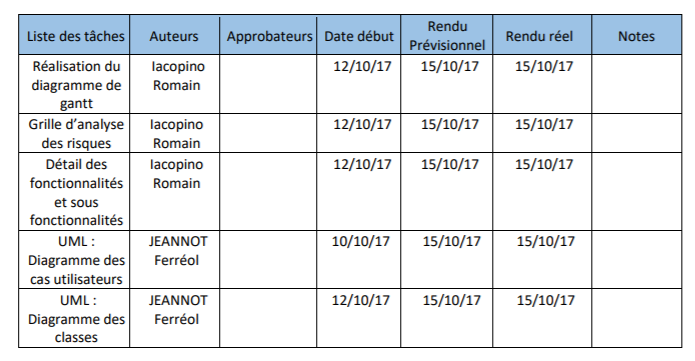 Liste des tâches Auteurs Approbateurs Date début Rendu Prévisionnel Rendu réel Notes
Réalisation du diagramme de gantt Iacopino Romain 12/10/17 15/10/17 15/10/17
Grille d'analyse des risques Iacopino Romain 12/10/17 15/10/17 15/10/17
Détail des fonctionnalités et sous fonctionnalités Iacopino Romain 12/10/17 15/10/17 15/10/17
UML : Diagramme des cas utilisateurs JEANNOT Ferréol 10/10/17 15/10/17 15/10/17
UML : Diagramme des classes JEANNOT Ferréol 12/10/17 15/10/17 15/10/17